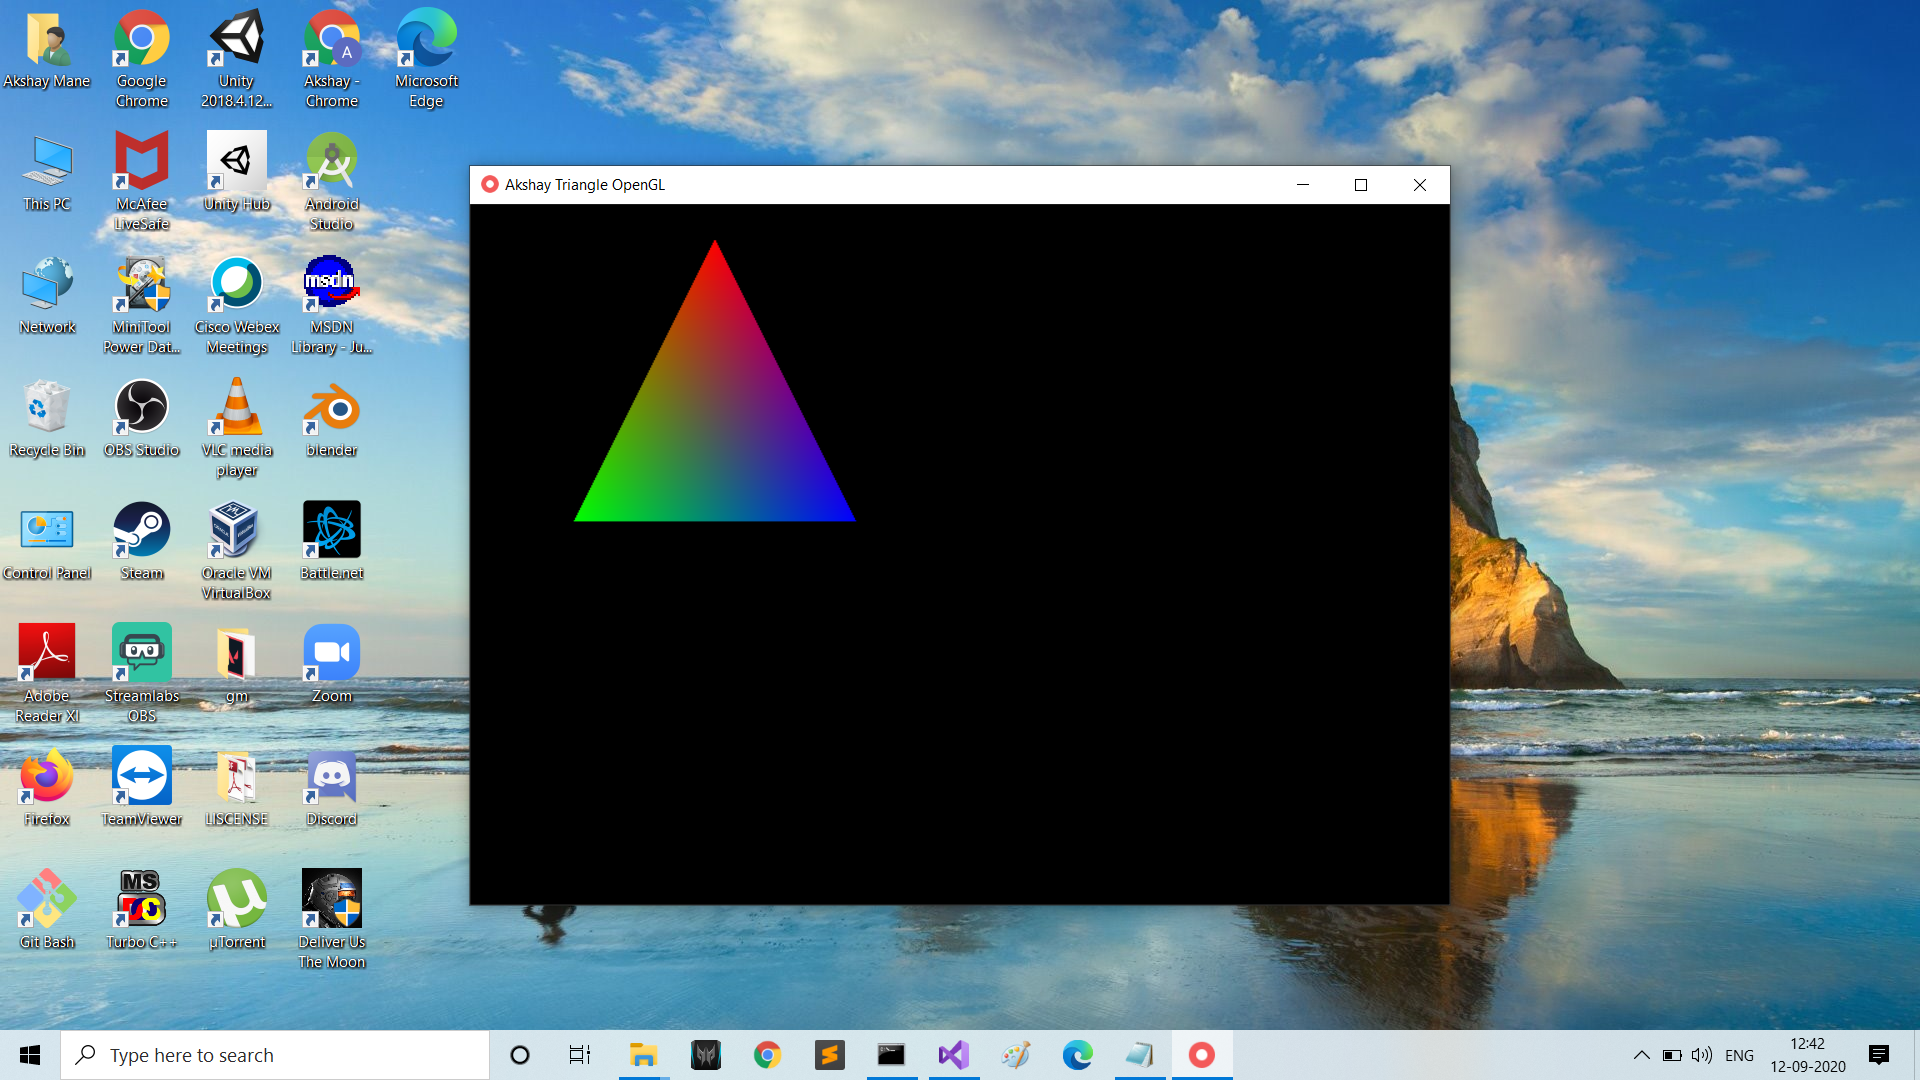 Akshay Mane
Google
Chrome
Unity
2018.4.12...
Akshay -
Chrome
A
Microsoft
Edge
This PC
McAfee
LiveSafe
Unity Hub
Android
Studio
Network
MiniTool
Power Dat...
Cisco Webex
Meetings
msdn
MSDN
Library - Ju...
Recycle Bin
OBS Studio
VLC media
player
blender
Control Panel
Steam
Oracle VM
VirtualBox
Battle.net
Adobe
Reader XI
Streamlabs
OBS
gm
Zoom
Firefox
TeamViewer
LISCENSE
Discord
Git Bash
MS
Turbo C++
µ
µTorrent
Deliver Us
The Moon
Akshay Triangle OpenGL
Type here to search
ENG
12:42
12-09-2020